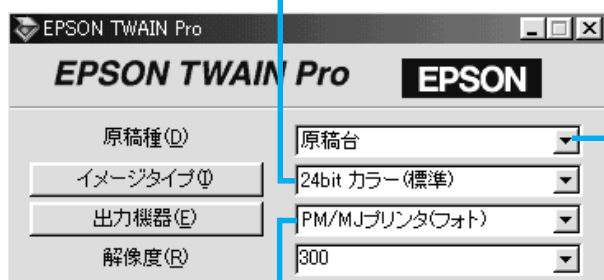 EPSON TWAIN Pro
EPSON TWAIN Pro EPSON
原稿種(D) 原稿台
イメージタイプ(I) 24bit カラー(標準)
出力機器(E) PM/MJプリンタ(フォト)
解像度(R) 300